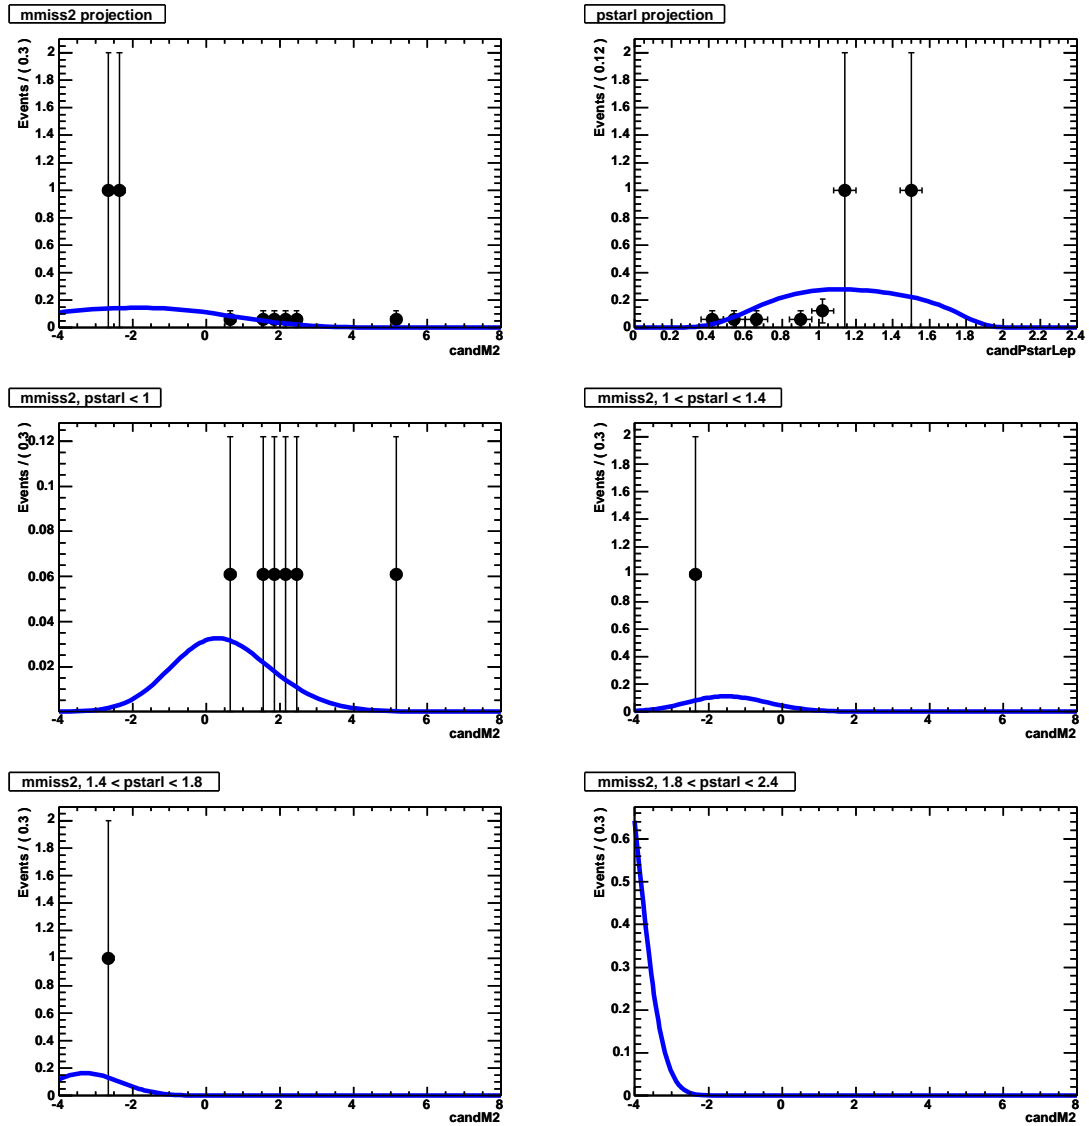 mmiss2 projection
Events / ( 0.3 )
2
1.8
1.6
1.4
1.2
1
0.8
0.6
0.4
0.2
0
-4 -2 0 2 4 6 8
candM2
pstarl projection
Events / ( 0.12 )
2
1.8
1.6
1.4
1.2
1
0.8
0.6
0.4
0.2
0
0 0.2 0.4 0.6 0.8 1 1.2 1.4 1.6 1.8 2 2.2 2.4
candPstarLep
mmiss2, pstarl < 1
Events / ( 0.3 )
0.12
0.1
0.08
0.06
0.04
0.02
-4 -2 0 2 4 6 8
candM2
mmiss2, 1 < pstarl < 1.4
Events / ( 0.3 )
2
1.8
1.6
1.4
1.2
1
0.8
0.6
0.4
0.2
0
-4 -2 0 2 4 6 8
candM2
mmiss2, 1.4 < pstarl < 1.8
Events / ( 0.3 )
2
1.8
1.6
1.4
1.2
1
0.8
0.6
0.4
0.2
0
-4 -2 0 2 4 6 8
candM2
mmiss2, 1.8 < pstarl < 2.4
Events / ( 0.3 )
0.6
0.5
0.4
0.3
0.2
0.1
0
-4 -2 0 2 4 6 8
candM2